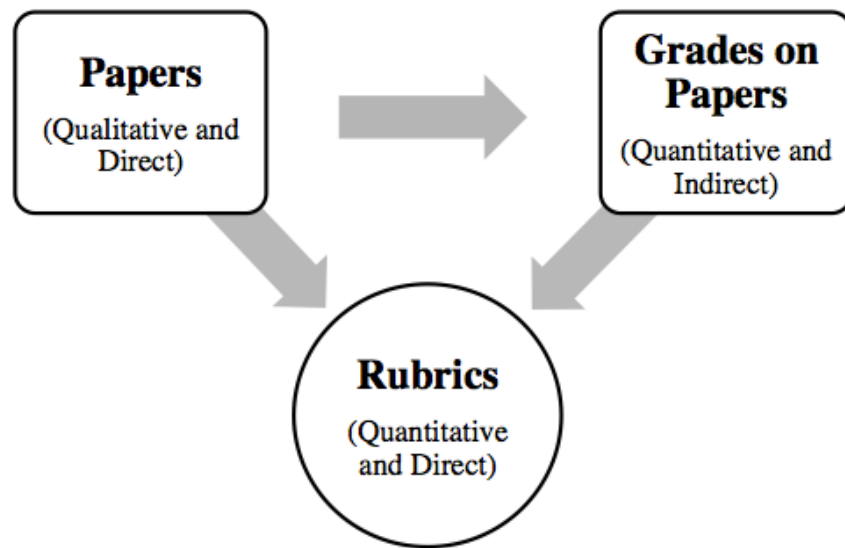 Papers
(Qualitative and
Direct)
Grades on
Papers
(Quantitative and
Indirect)
Rubrics
(Quantitative
and Direct)